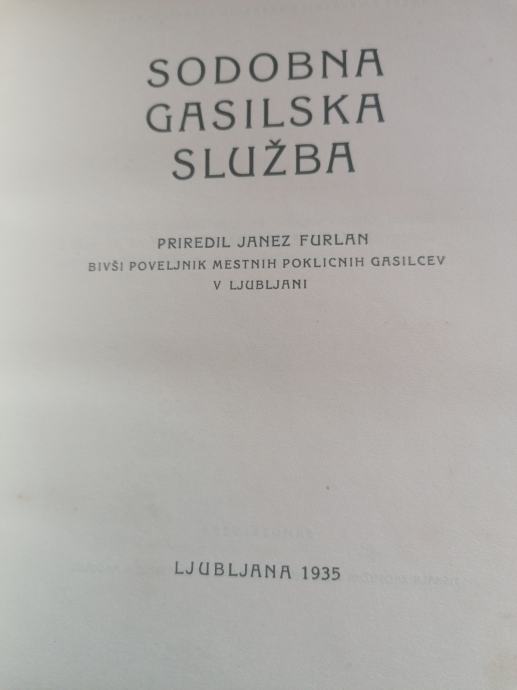 SODOBNA
GASILSKA
SLUŽBA
PRIREDIL JANEZ FURLAN
BIVŠI POVELJNIK MESTNIH POKLICNIH GASILCEV
V LJUBLJANI
LJUBLJANA 1935